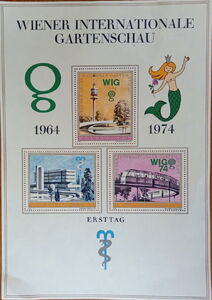 WIENER INTERNATIONALE
GARTENSCHAU
1964
1974
WIG
WIG
74
ERSTTAG